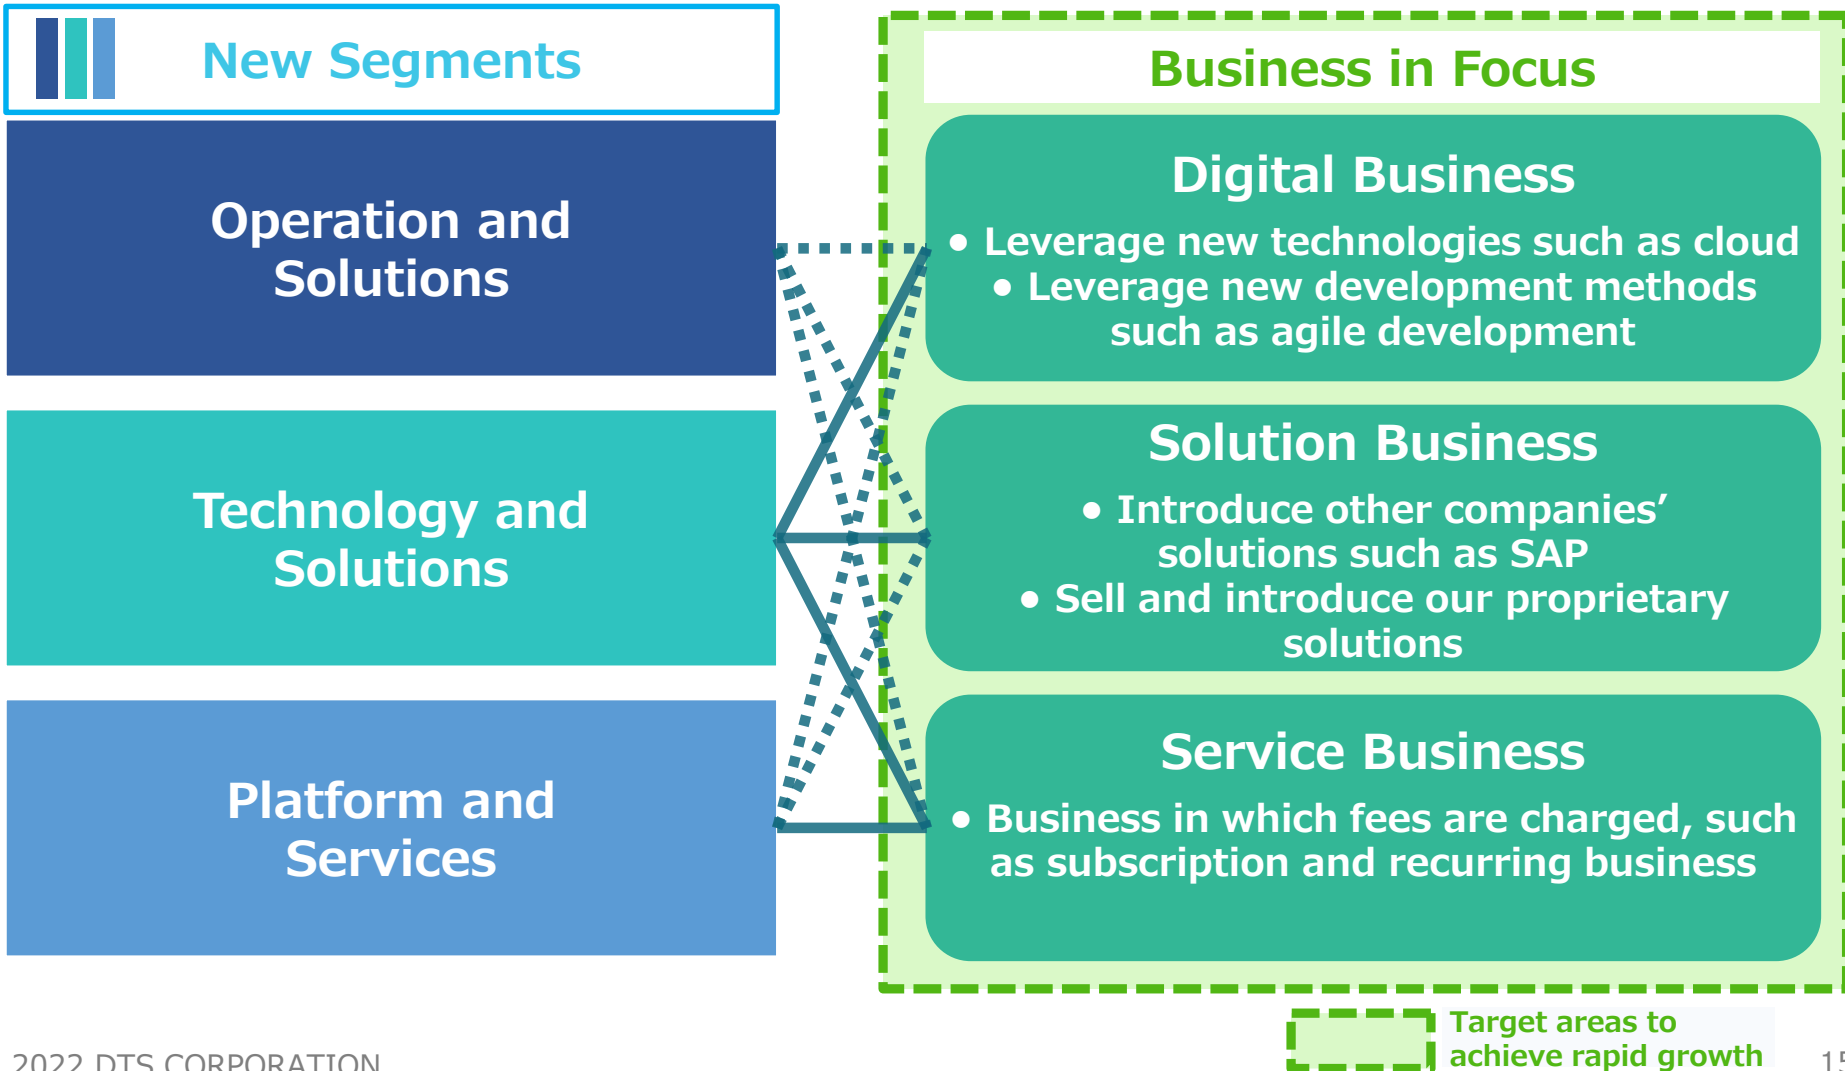 New Segments
Operation and
Solutions
Technology and
Solutions
Platform and
Services
Business in Focus
Digital Business
● Leverage new technologies such as cloud
● Leverage new development methods
such as agile development
Solution Business
● Introduce other companies’
solutions such as SAP
● Sell and introduce our proprietary
solutions
Service Business
● Business in which fees are charged, such
as subscription and recurring business
Target areas to
achieve rapid growth
2022 DTS CORPORATION
15